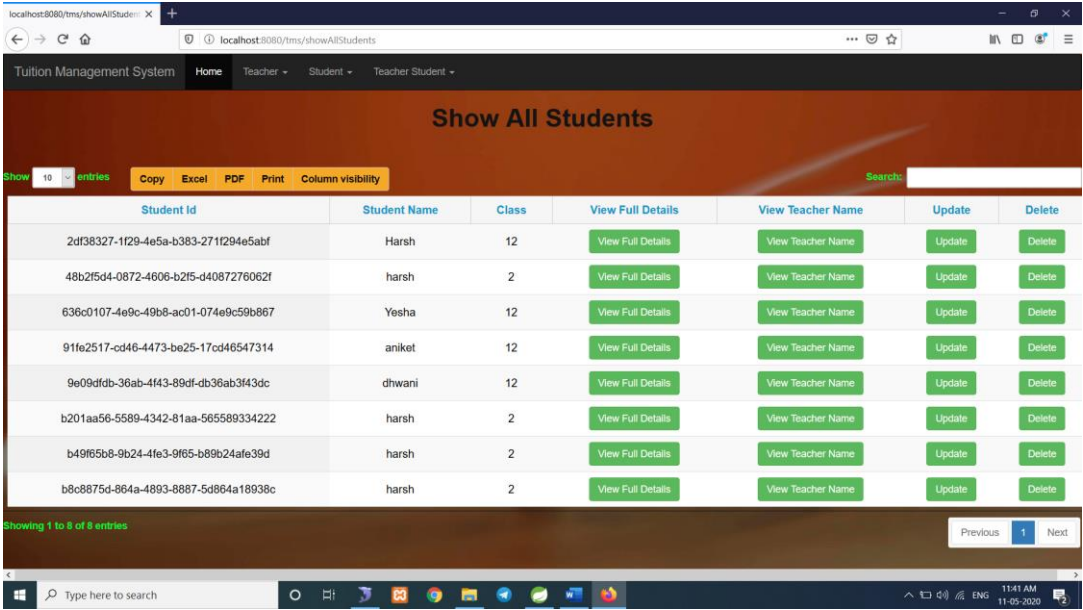 localhost:8080/tms/showAllStuden
localhost:8080/tms/showAllStudents
Tuition Management System Home Teacher Student Teacher Student
Show All Students
Show 10 entries Copy Excel PDF Print Column visibility Search:
Student Id Student Name Class View Full Details View Teacher Name Update Delete
2df38327-1f29-4e5a-b383-271f294e5abf Harsh 12 View Full Details View Teacher Name Update Delete
48b2f5d4-0872-4606-b2f5-d4087276062f harsh 2 View Full Details View Teacher Name Update Delete
636c0107-4e9c-49b8-ac01-074e9c59b867 Yesha 12 View Full Details View Teacher Name Update Delete
91fe2517-cd46-4473-be25-17cd46547314 aniket 12 View Full Details View Teacher Name Update Delete
9e09dfdb-36ab-4f43-89df-db36ab3f43dc dhwani 12 View Full Details View Teacher Name Update Delete
b201aa56-5589-4342-81aa-565589334222 harsh 2 View Full Details View Teacher Name Update Delete
b49f65b8-9b24-4fe3-9f65-b89b24afe39d harsh 2 View Full Details View Teacher Name Update Delete
b8c8875d-864a-4893-8887-5d864a18938c harsh 2 View Full Details View Teacher Name Update Delete
Showing 1 to 8 of 8 entries Previous 1 Next
Type here to search ENG 11:41 AM
11-05-2020